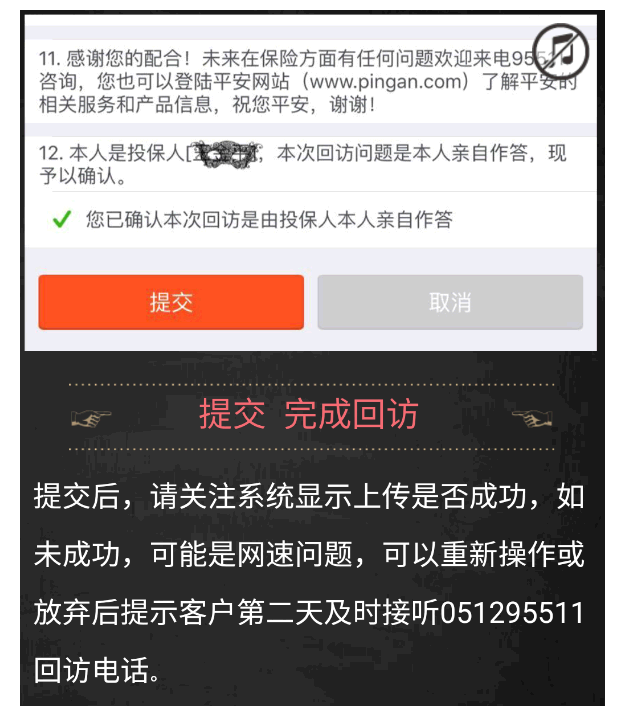 11. 感谢您的配合！未来在保险方面有任何问题欢迎来电95511
咨询，您也可以登陆平安网站（www.pingan.com）了解平安的
相关服务和产品信息，祝您平安，谢谢！
12. 本人是投保人[ ]，本次回访问题是本人亲自作答，现
予以确认。
您已确认本次回访是由投保人本人亲自作答
提交 取消
提交 完成回访
提交后，请关注系统显示上传是否成功，如
未成功，可能是网速问题，可以重新操作或
放弃后提示客户第二天及时接听051295511
回访电话。